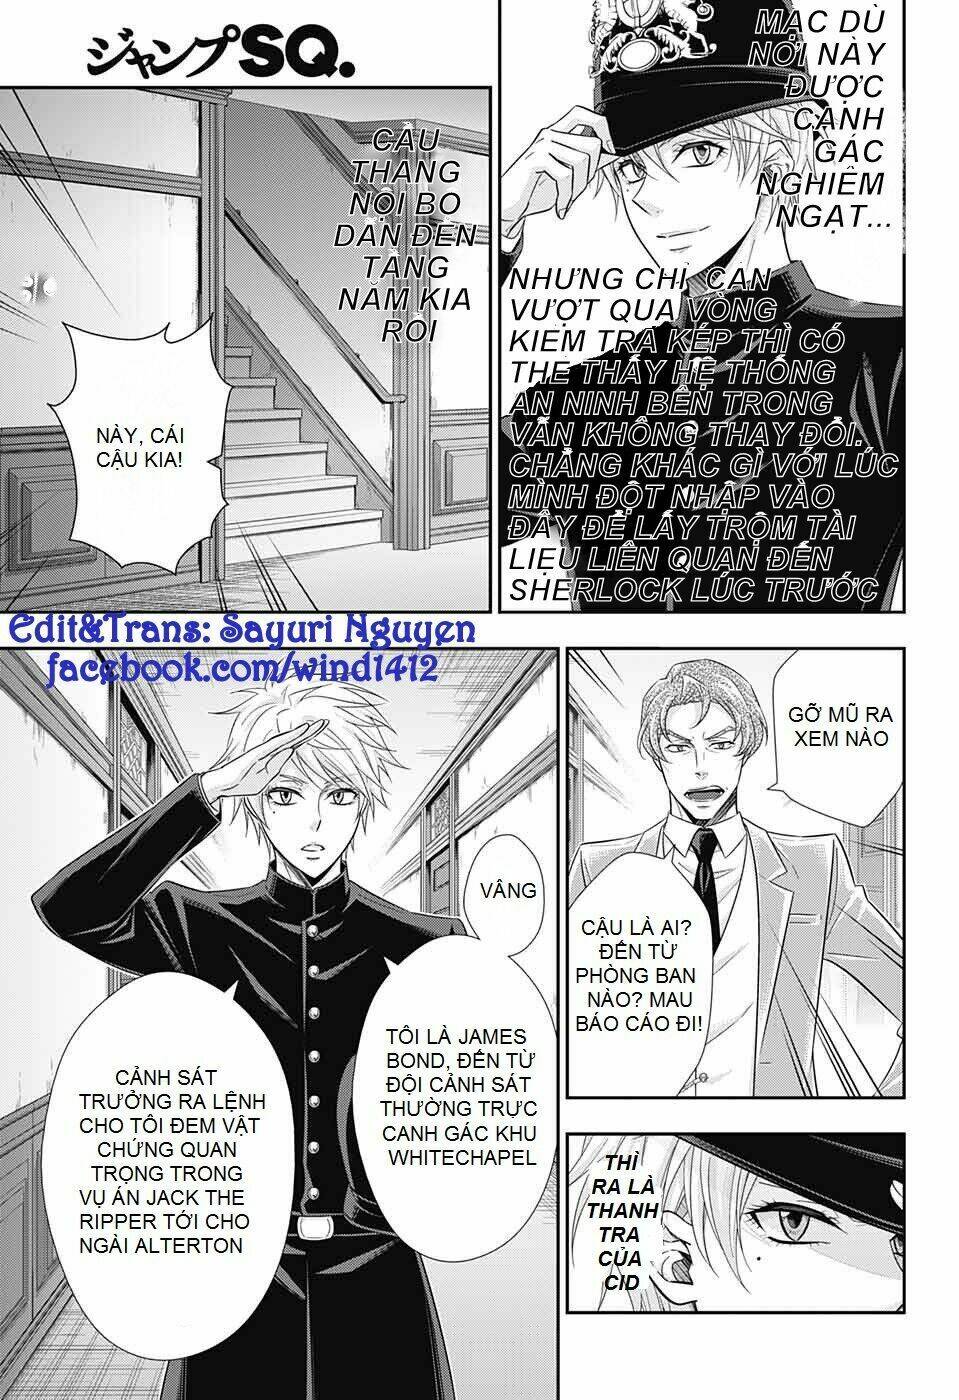 ジャンプSQ.
MẠC DÙ
NƠI NÀY
ĐƯỢC
CANH
GÁC
NGHIÊM
NGẠT...
NHƯNG CHỈ CẦN
VƯỢT QUA VÒNG
KIEM TRA KÉP THÌ CÓ
THE THẤY HỆ THỐNG
AN NINH BÊN TRONG
VẪN KHÔNG THAY ĐỔI.
CHẲNG KHÁC GÌ VỚI LÚC
MÌNH ĐỘT NHẬP VÀO
ĐÂY ĐỂ LẤY TRỘM TÀI
LIỆU LIÊN QUAN ĐẾN
SHERLOCK LÚC TRƯỚC
CẦU
THANG
NỘI BỘ
DẪN ĐẾN
TẦNG
NĂM KIA
RỒI
NÀY, CÁI
CẬU KIA!
Edit&Trans: Sayuri Nguyen
facebook.com/wind1412
GỠ MŨ RA
XEM NÀO
CẬU LÀ AI?
ĐẾN TỪ
PHÒNG BAN
NÀO? MAU
BÁO CÁO ĐI!
VÂNG
TÔI LÀ JAMES
BOND, ĐẾN TỪ
ĐỘI CẢNH SÁT
THƯỜNG TRỰC
CANH GÁC KHU
WHITECHAPEL
CẢNH SÁT
TRƯỞNG RA LỆNH
CHO TÔI ĐEM VẬT
CHỨNG QUAN
TRỌNG TRONG
VỤ ÁN JACK THE
RIPPER TỚI CHO
NGÀI ALTERTON
THÌ
RA LÀ
THANH
TRA
CỦA
CID